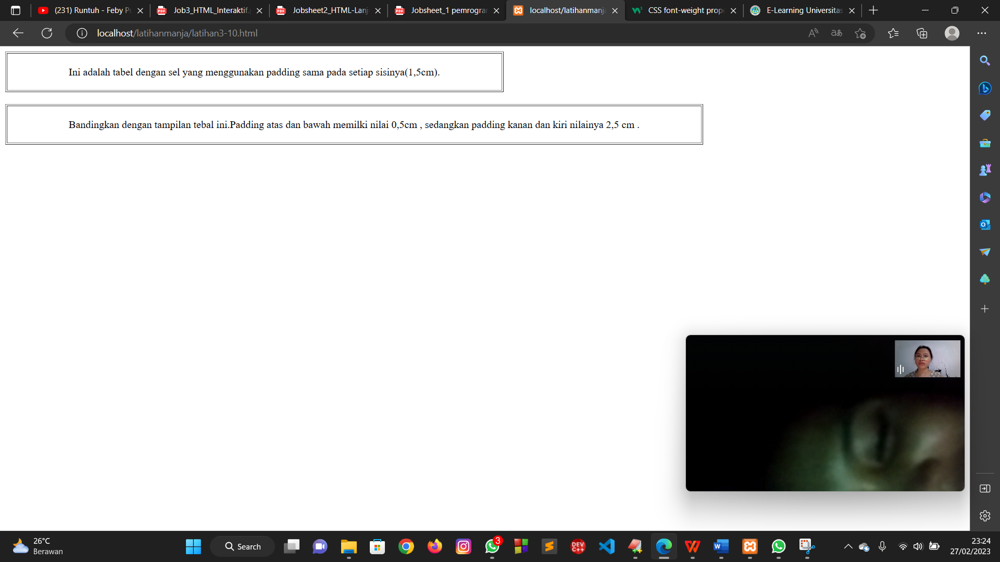 (231) Runtuh - Feby P
Job3_HTML_Interaktif.
Jobsheet2_HTML-Lanj
Jobsheet_1 pemrogra
localhost/latihanmanja
CSS font-weight prop
E-Learning Universitas
localhost/latihanmanja/latihan3-10.html
Ini adalah tabel dengan sel yang menggunakan padding sama pada setiap sisinya(1,5cm).
Bandingkan dengan tampilan tebal ini.Padding atas dan bawah memilki nilai 0,5cm , sedangkan padding kanan dan kiri nilainya 2,5 cm .
26°C
Berawan
Search
3
DEV
C++
23:24
27/02/2023